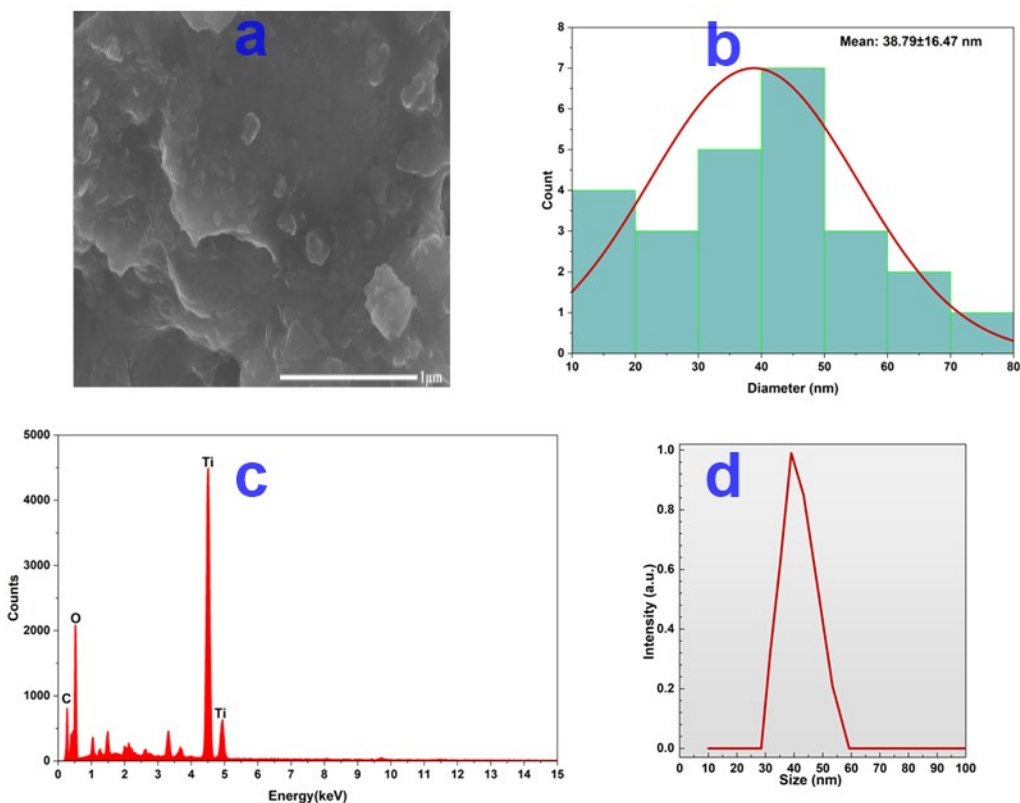 a
1μm
b
Mean: 38.79±16.47 nm
8
7
6
5
4
3
2
1
0
Count
10 20 30 40 50 60 70 80
Diameter (nm)
c
5000
4000
3000
2000
1000
0
Counts
C
O
Ti
Ti
0 1 2 3 4 5 6 7 8 9 10 11 12 13 14 15
Energy(keV)
d
1.0
0.8
0.6
0.4
0.2
0.0
Intensity (a.u.)
0 10 20 30 40 50 60 70 80 90 100
Size (nm)